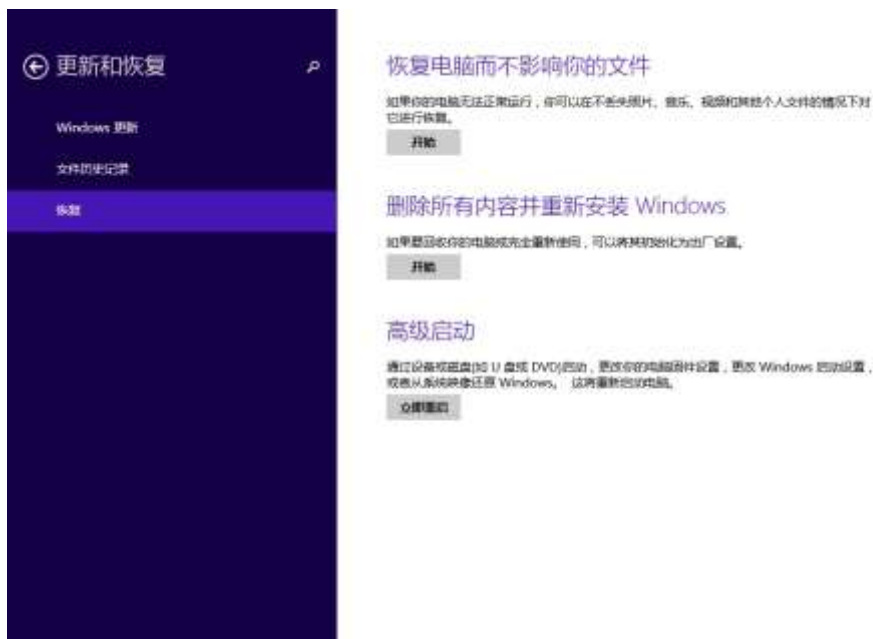 更新和恢复
Windows 更新
文件历史记录
恢复
恢复电脑而不影响你的文件
如果你的电脑无法正常运行，你可以在不丢失照片、音乐、视频和其他个人文件的情况下对
它进行恢复。
开始
删除所有内容并重新安装 Windows
如果要回收你的电脑或完全重新使用，可以将其初始化为出厂设置。
开始
高级启动
通过设备或磁盘(如 U 盘或 DVD)启动，更改你的电脑固件设置，更改 Windows 启动设置，
或者从系统映像还原 Windows。 这将重新启动电脑。
立即重启